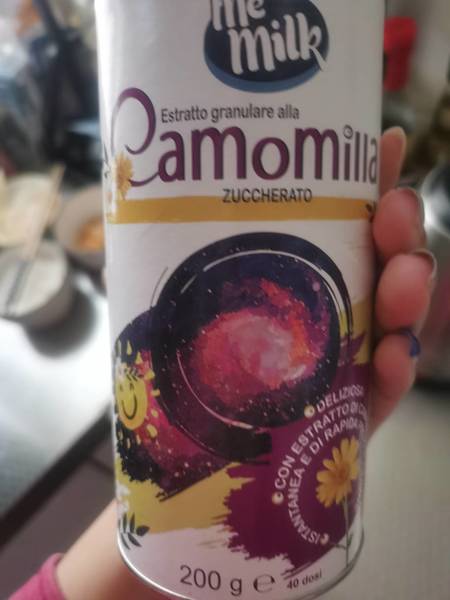 me
milk
Estratto granulare alla
Camomilla
ZUCCHERATO
DELIZIOSA
CON ESTRATTO DI
ISTANTANEA E DI RAPIDA
200 g e
40 dosi